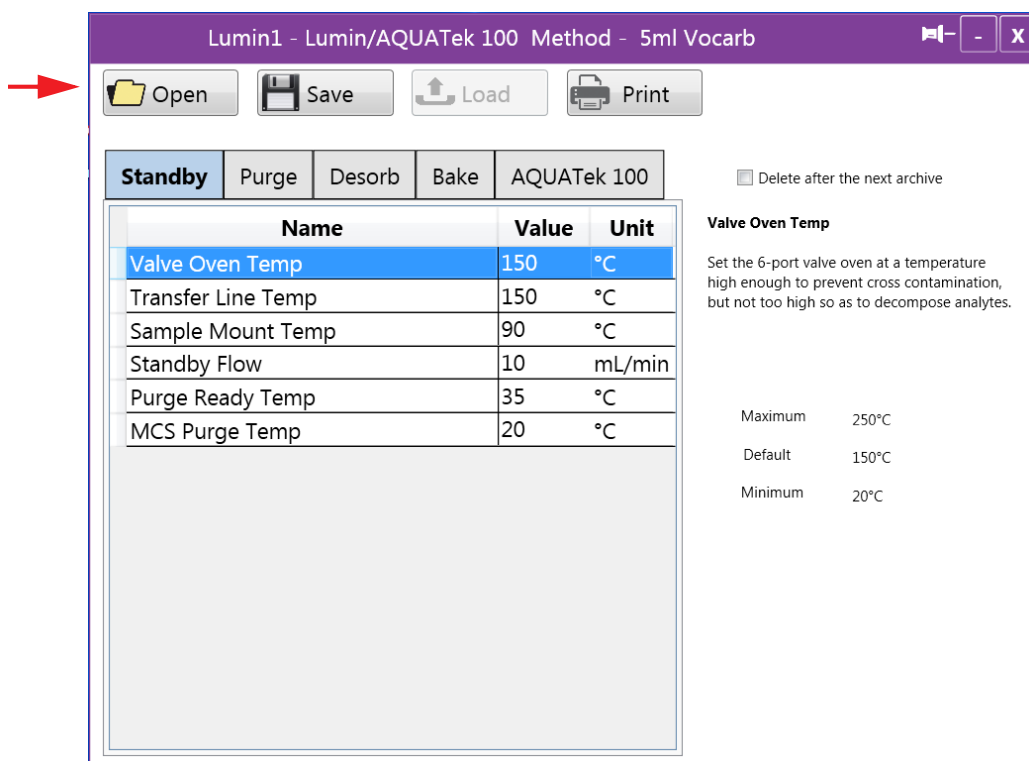 Lumin1 - Lumin/AQUATek 100 Method - 5ml Vocarb
- X
Open Save Load Print
Standby Purge Desorb Bake AQUATek 100
Delete after the next archive
Name Value Unit
Valve Oven Temp 150 °C
Transfer Line Temp 150 °C
Sample Mount Temp 90 °C
Standby Flow 10 mL/min
Purge Ready Temp 35 °C
MCS Purge Temp 20 °C
Valve Oven Temp
Set the 6-port valve oven at a temperature
high enough to prevent cross contamination,
but not too high so as to decompose analytes.
Maximum 250°C
Default 150°C
Minimum 20°C